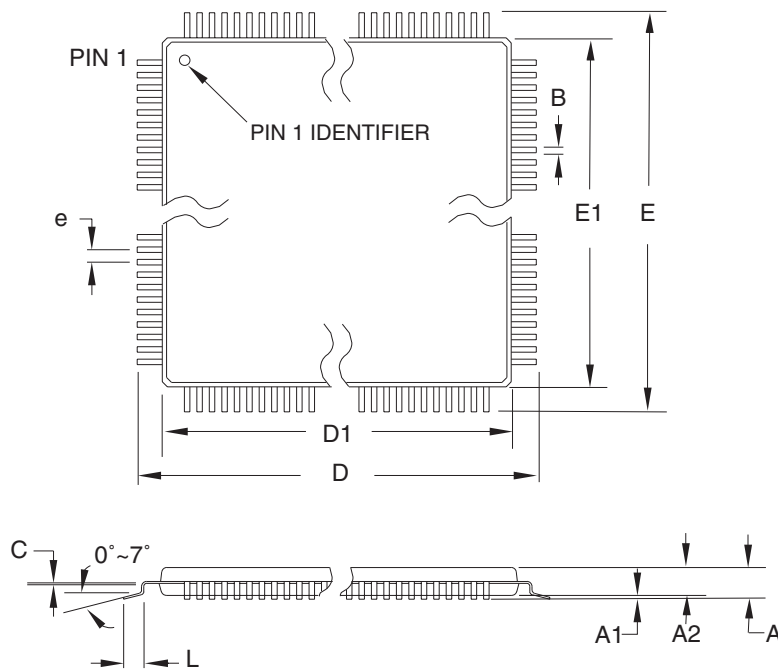 PIN 1
B
PIN 1 IDENTIFIER
E1
E
e
D1
D
C
0°~7°
A1
A2
A
L